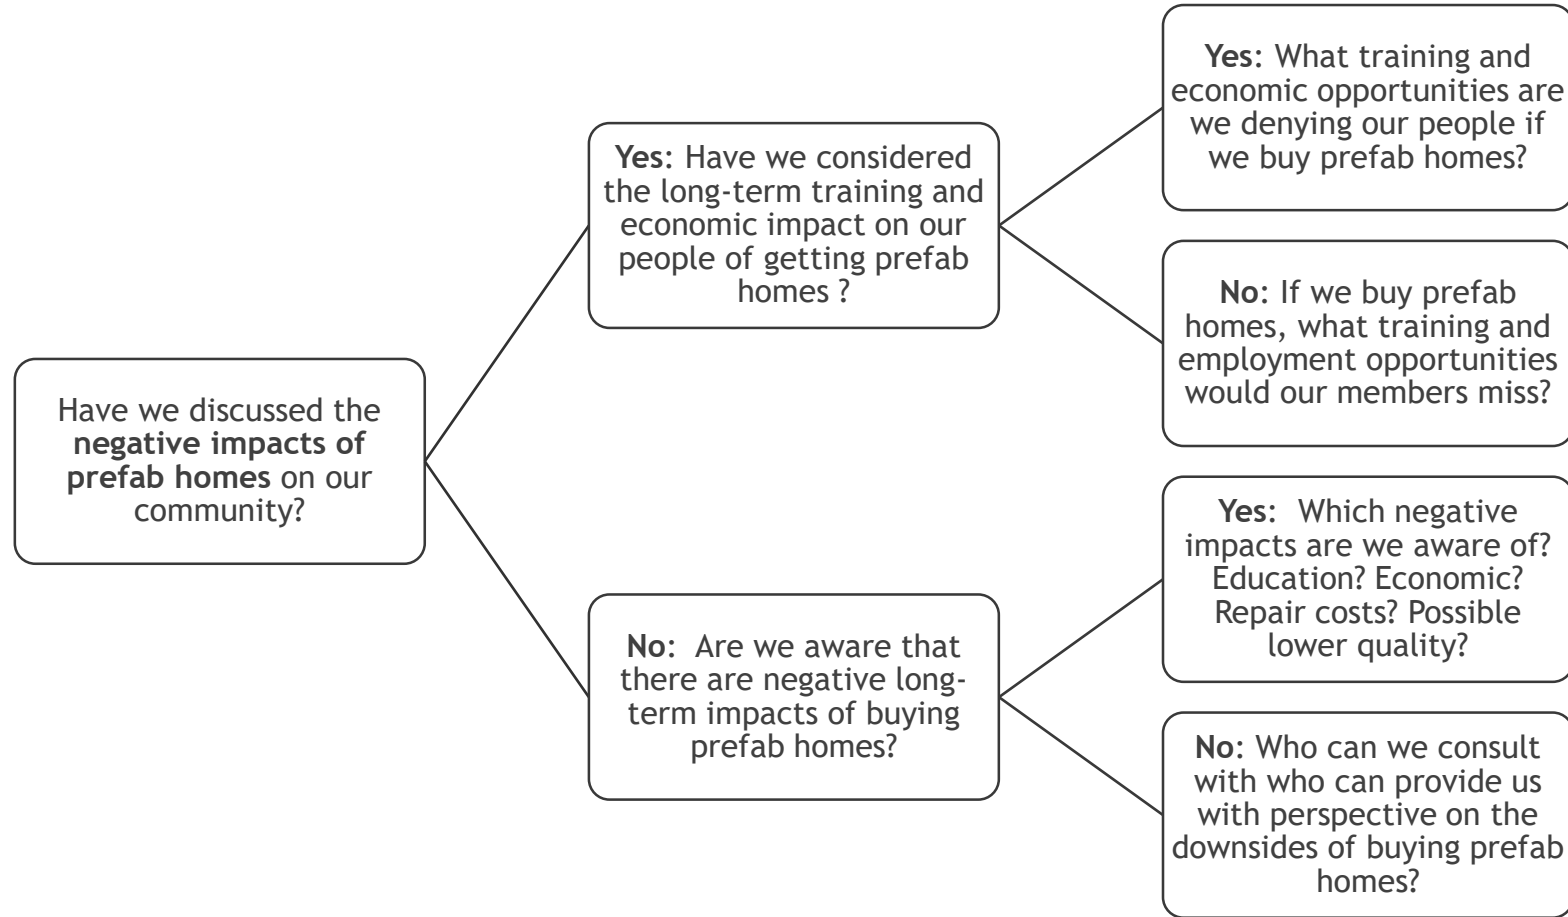 Have we discussed the
negative impacts of
prefab homes on our
community?
Yes: Have we considered
the long-term training and
economic impact on our
people of getting prefab
homes ?
Yes: What training and
economic opportunities are
we denying our people if
we buy prefab homes?
No: If we buy prefab
homes, what training and
employment opportunities
would our members miss?
No: Are we aware that
there are negative long-
term impacts of buying
prefab homes?
Yes: Which negative
impacts are we aware of?
Education? Economic?
Repair costs? Possible
lower quality?
No: Who can we consult
with who can provide us
with perspective on the
downsides of buying prefab
homes?